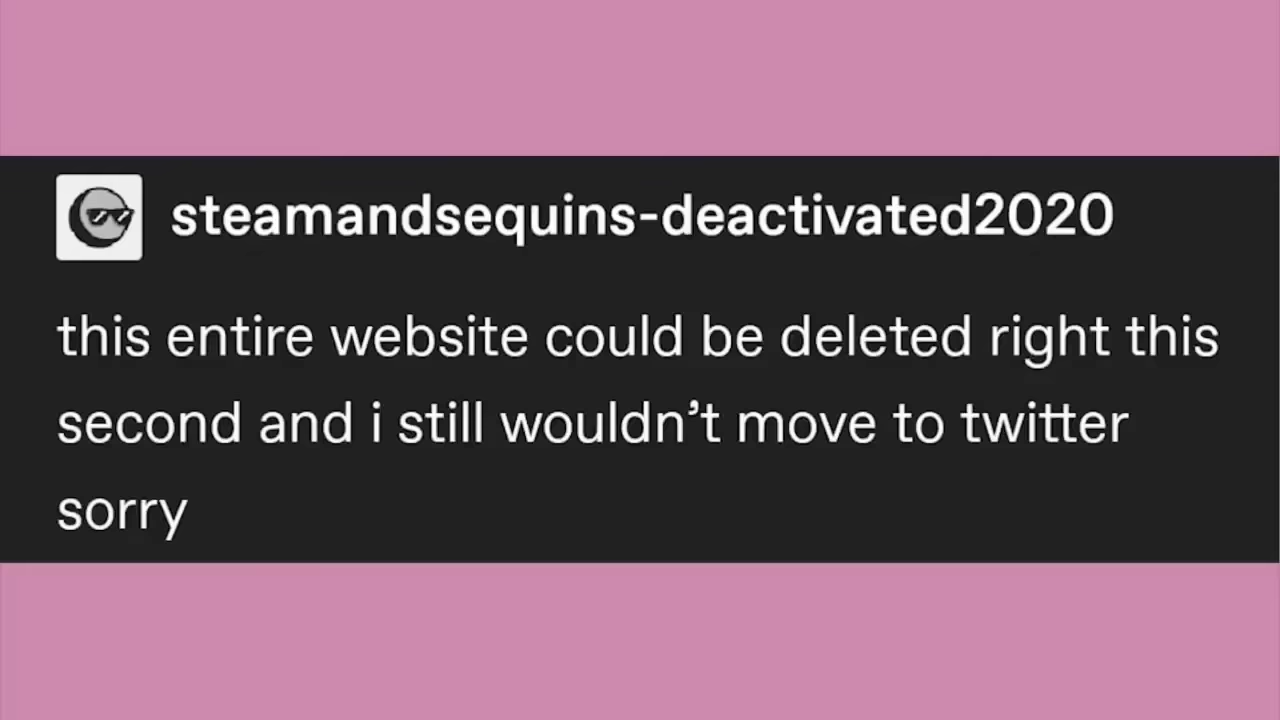 steamandsequins-deactivated2020
this entire website could be deleted right this
second and i still wouldn’t move to twitter
sorry